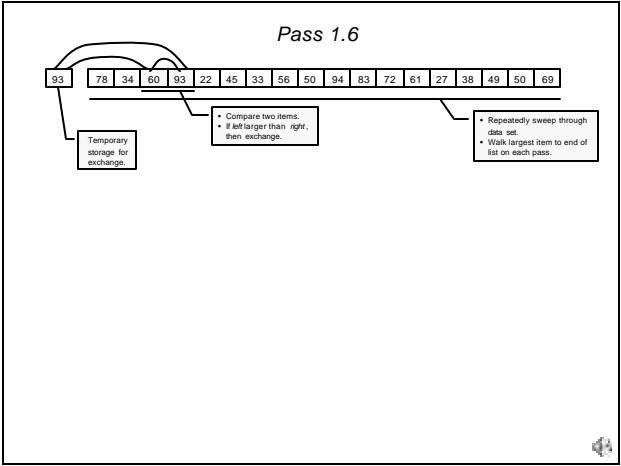 Pass 1.6
93 78 34 60 93 22 45 33 56 50 94 83 72 61 27 38 49 50 69
• Compare two items.
• If left larger than right,
then exchange.
• Repeatedly sweep through
data set.
• Walk largest item to end of
list on each pass.
Temporary
storage for
exchange.